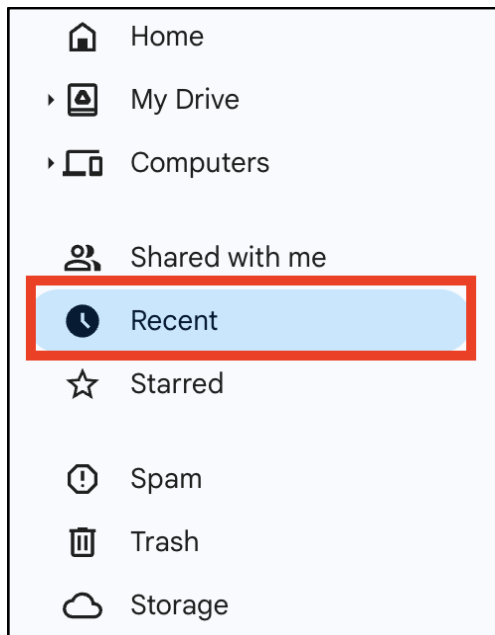 Home
My Drive
Computers
Shared with me
Recent
Starred
Spam
Trash
Storage